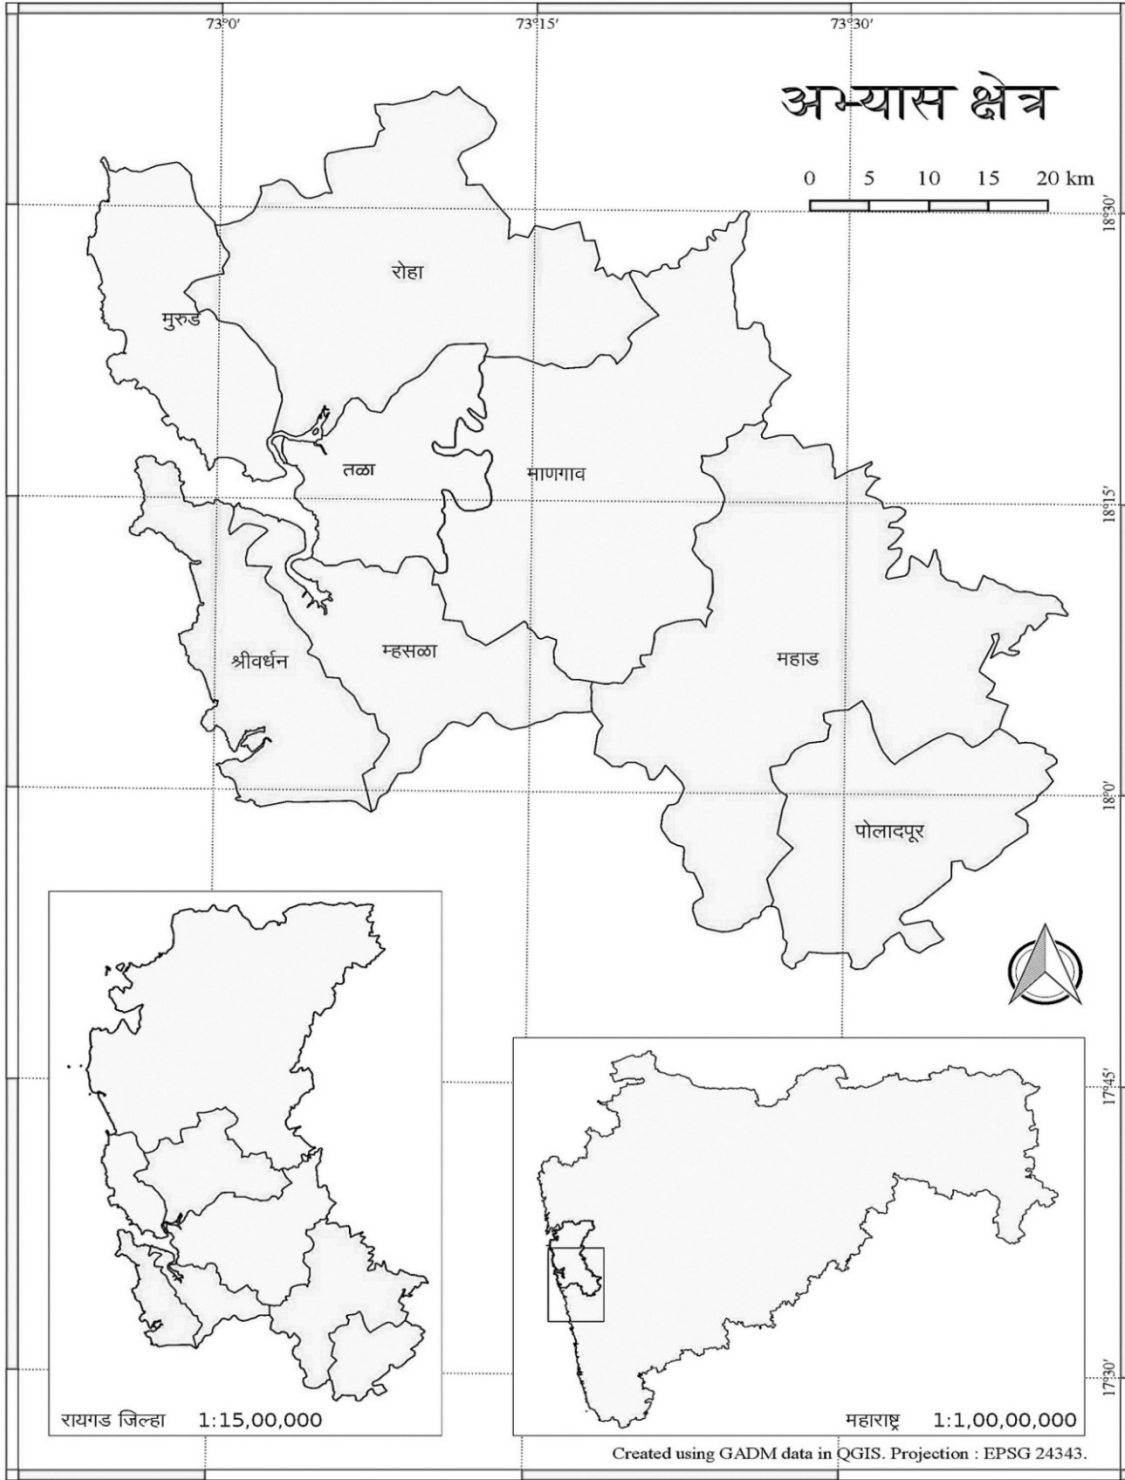 73°0' 73°15' 73°30'
अभ्यास क्षेत्र
0 5 10 15 20 km
18°30'
रोहा
मुरुड
तळा
माणगाव
18°15'
म्हसळा
श्रीवर्धन
महाड
18°0'
पोलादपूर
17°45'
17°30'
रायगड जिल्हा 1:15,00,000
महाराष्ट्र 1:1,00,00,000
Created using GADM data in QGIS. Projection : EPSG 24343.